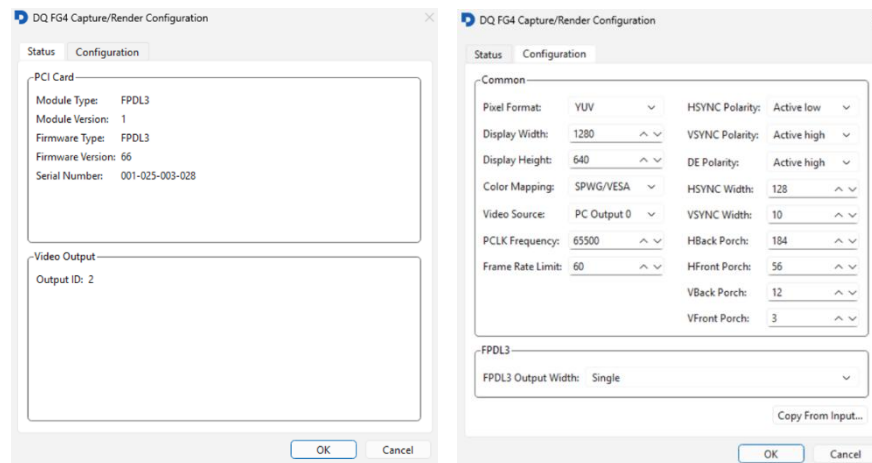 DQ FG4 Capture/Render Configuration
Status Configuration
PCI Card
Module Type: FPDL3
Module Version: 1
Firmware Type: FPDL3
Firmware Version: 66
Serial Number: 001-025-003-028
Video Output
Output ID: 2
OK Cancel
DQ FG4 Capture/Render Configuration
Status Configuration
Common
Pixel Format: YUV HSYNC Polarity: Active low
Display Width: 1280 VSYNC Polarity: Active high
Display Height: 640 DE Polarity: Active high
Color Mapping: SPWG/VESA HSYNC Width: 128
Video Source: PC Output 0 VSYNC Width: 10
PCLK Frequency: 65500 HBack Porch: 184
Frame Rate Limit: 60 HFront Porch: 56
VBack Porch: 12
VFront Porch: 3
FPDL3
FPDL3 Output Width: Single
Copy From Input...
OK Cancel